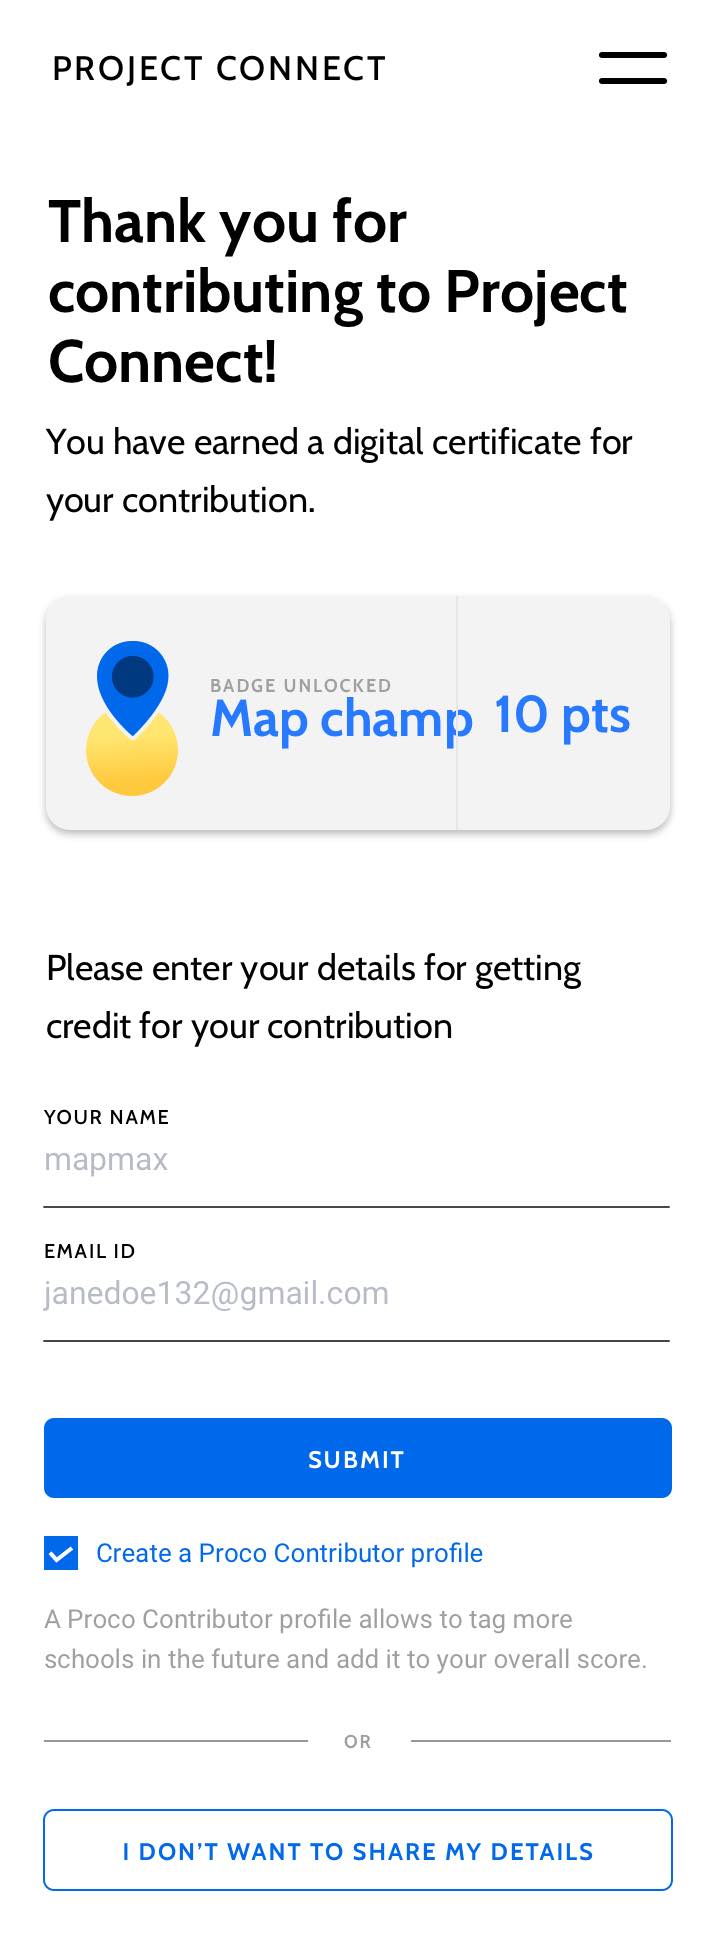 PROJECT CONNECT
Thank you for
contributing to Project
Connect!
You have earned a digital certificate for
your contribution.
BADGE UNLOCKED
Map champ
10 pts
Please enter your details for getting
credit for your contribution
YOUR NAME
mapmax
EMAIL ID
janedoe132@gmail.com
SUBMIT
Create a Proco Contributor profile
A Proco Contributor profile allows to tag more
schools in the future and add it to your overall score.
OR
I DON’T WANT TO SHARE MY DETAILS